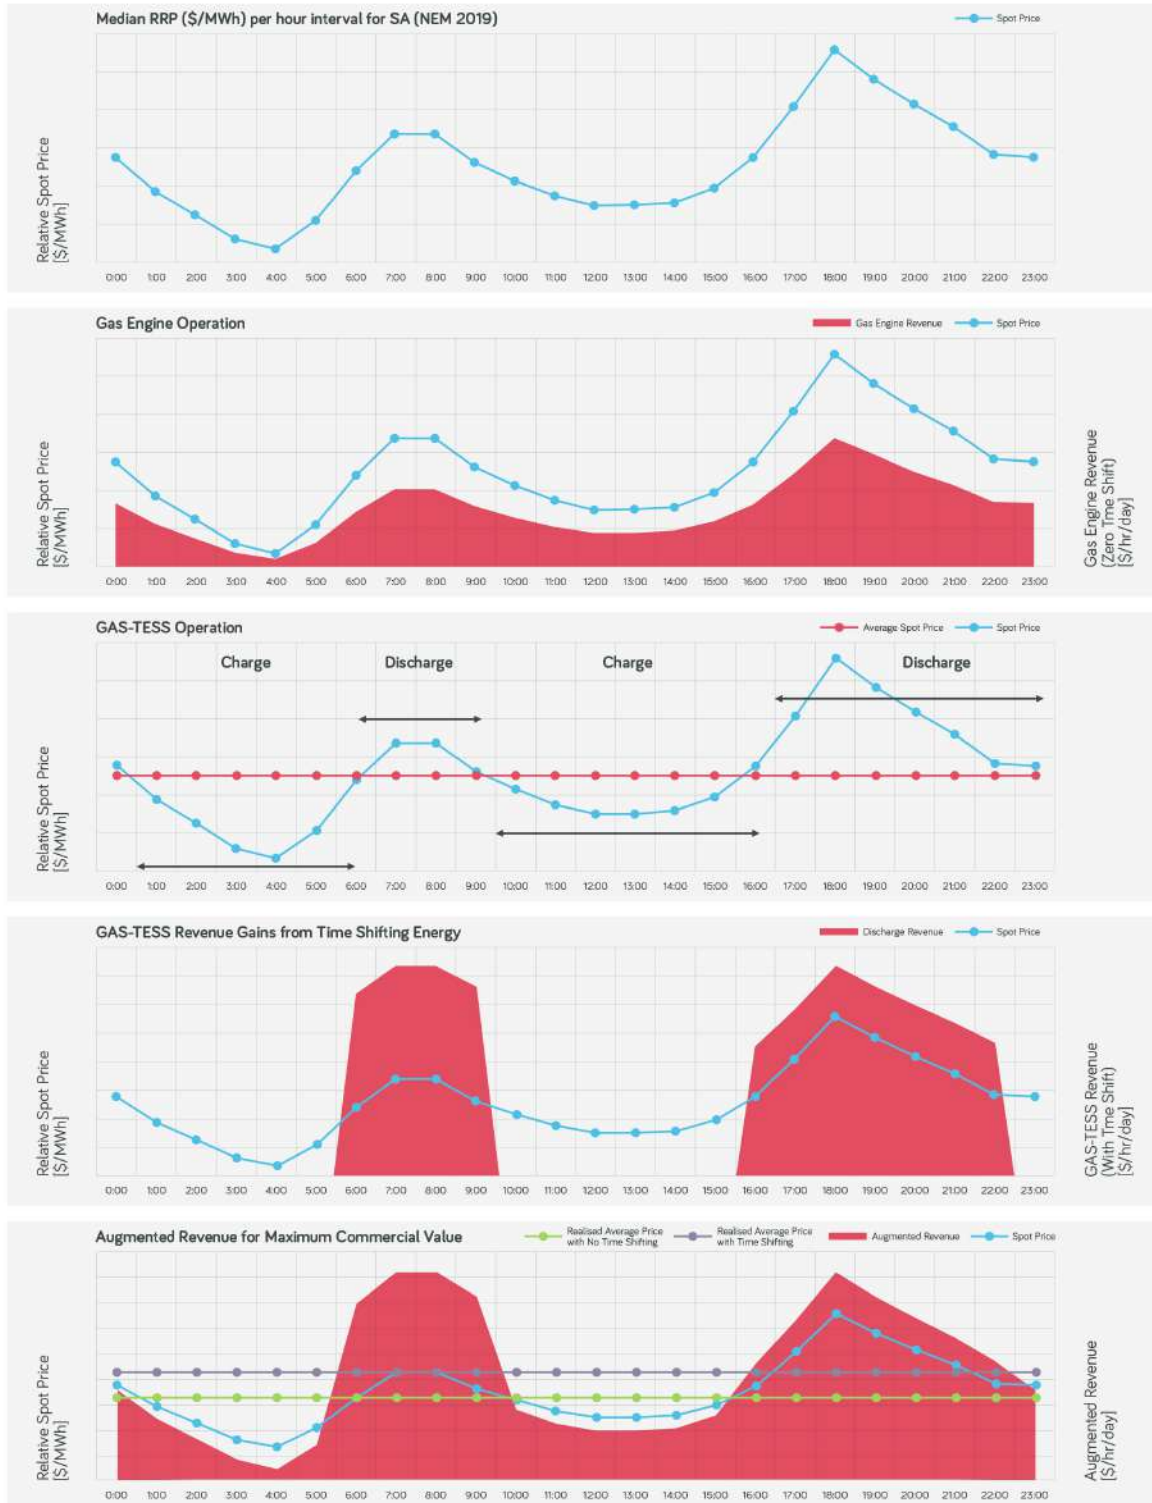 Median RRP ($/MWh) per hour interval for SA (NEM 2019)
Spot Price
Relative Spot Price
[$/MWh]
0:00 1:00 2:00 3:00 4:00 5:00 6:00 7:00 8:00 9:00 10:00 11:00 12:00 13:00 14:00 15:00 16:00 17:00 18:00 19:00 20:00 21:00 22:00 23:00
Gas Engine Operation
Gas Engine Revenue Spot Price
Relative Spot Price
[$/MWh]
Gas Engine Revenue
(Zero Tme Shift)
[$/hr/day]
0:00 1:00 2:00 3:00 4:00 5:00 6:00 7:00 8:00 9:00 10:00 11:00 12:00 13:00 14:00 15:00 16:00 17:00 18:00 19:00 20:00 21:00 22:00 23:00
GAS-TESS Operation
Average Spot Price Spot Price
Charge Discharge Charge Discharge
Relative Spot Price
[$/MWh]
0:00 1:00 2:00 3:00 4:00 5:00 6:00 7:00 8:00 9:00 10:00 11:00 12:00 13:00 14:00 15:00 16:00 17:00 18:00 19:00 20:00 21:00 22:00 23:00
GAS-TESS Revenue Gains from Time Shifting Energy
Discharge Revenue Spot Price
Relative Spot Price
[$/MWh]
GAS-TESS Revenue
(With Tme Shift)
[$/hr/day]
0:00 1:00 2:00 3:00 4:00 5:00 6:00 7:00 8:00 9:00 10:00 11:00 12:00 13:00 14:00 15:00 16:00 17:00 18:00 19:00 20:00 21:00 22:00 23:00
Augmented Revenue for Maximum Commercial Value
Realised Average Price
with No Time Shifting
Realised Average Price
with Time Shifting
Augmented Revenue Spot Price
Relative Spot Price
[$/MWh]
Augmented Revenue
[$/hr/day]
0:00 1:00 2:00 3:00 4:00 5:00 6:00 7:00 8:00 9:00 10:00 11:00 12:00 13:00 14:00 15:00 16:00 17:00 18:00 19:00 20:00 21:00 22:00 23:00